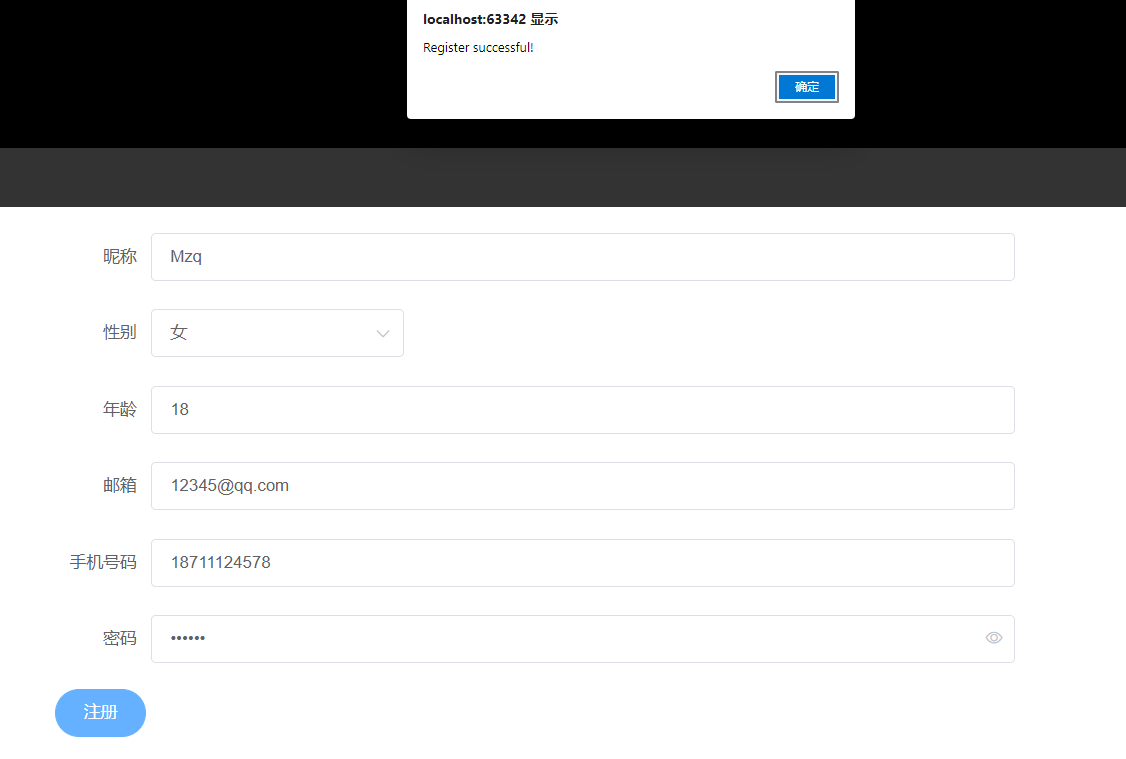 localhost:63342 显示
Register successful!
确定
昵称
Mzq
性别
女
年龄
18
邮箱
12345@qq.com
手机号码
18711124578
密码
••••••
注册